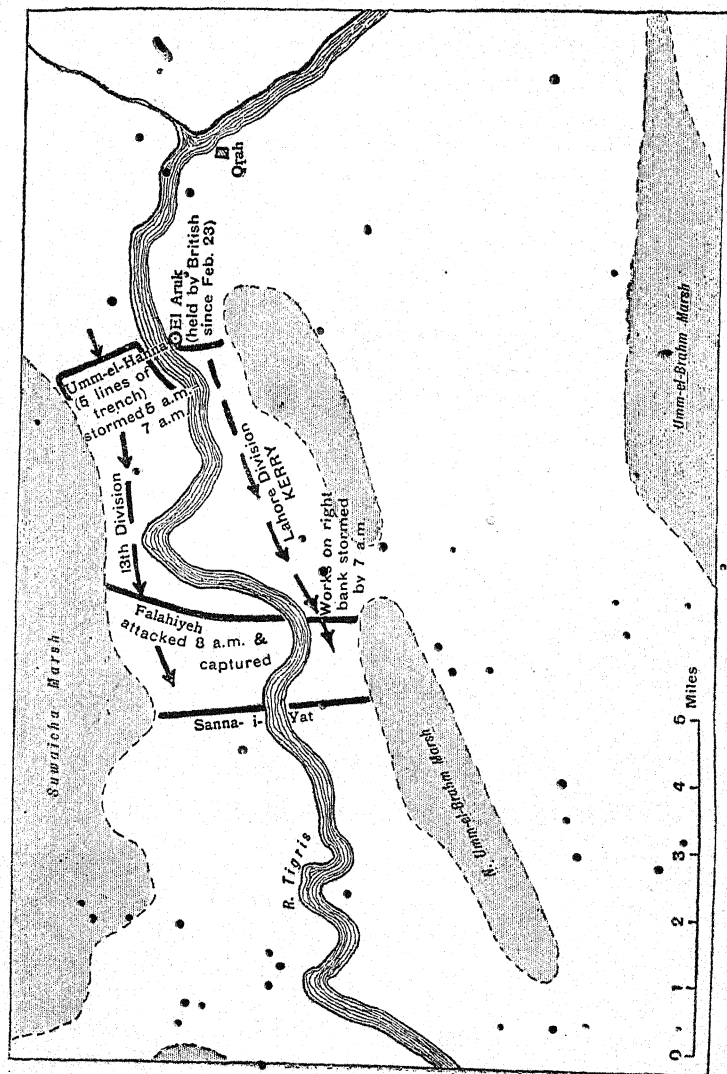 Orah
El Aruk
(held by British
since Feb. 23)
Umm-el-Hanna
(5 lines of
trench)
stormed 5 a.m.
7 a.m.
13th Division
Lahore Division
KERRY
Works on right
bank stormed
by 7 a.m.
Falahiyeh
attacked 8 a.m. &
captured
Sanna-i-Yat
Suwaicha Marsh
R. Tigris
N. Umm-el-Brahm Marsh
Umm-el-Brahm Marsh
0 1 2 3 4 5 Miles